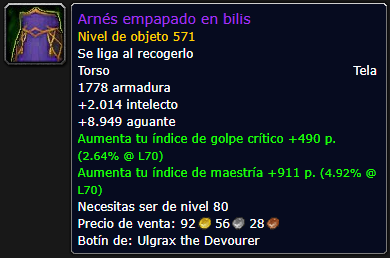 Arnés empapado en bilis
Nivel de objeto 571
Se liga al recogerlo
Torso Tela
1778 armadura
+2.014 intelecto
+8.949 aguante
Aumenta tu índice de golpe crítico +490 p.
(2.64% @ L70)
Aumenta tu índice de maestría +911 p. (4.92% @
L70)
Necesitas ser de nivel 80
Precio de venta: 92 56 28
Botín de: Ulgrax the Devourer